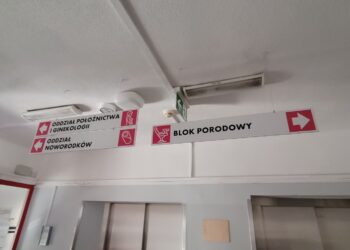 ODDZIAŁ POŁOŻNICTWA
I GINEKOLOGII
ODDZIAŁ
NOWORODKÓW
BLOK PORODOWY